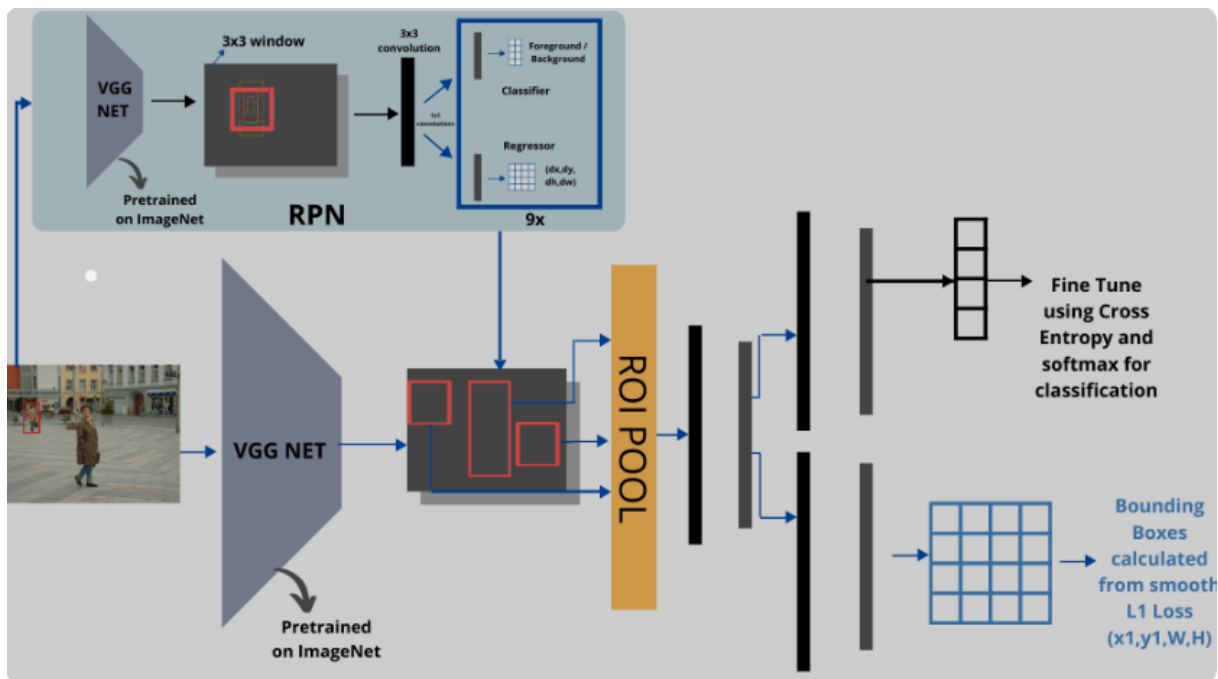 3x3 window
VGG
NET
Pretrained
on ImageNet
RPN
3x3
convolution
1x1
convolutions
Foreground /
Background
Classifier
Regressor
(dx,dy,
dh,dw)
9x
VGG NET
Pretrained
on ImageNet
ROI POOL
Fine Tune
using Cross
Entropy and
softmax for
classification
Bounding
Boxes
calculated
from smooth
L1 Loss
(x1,y1,W,H)